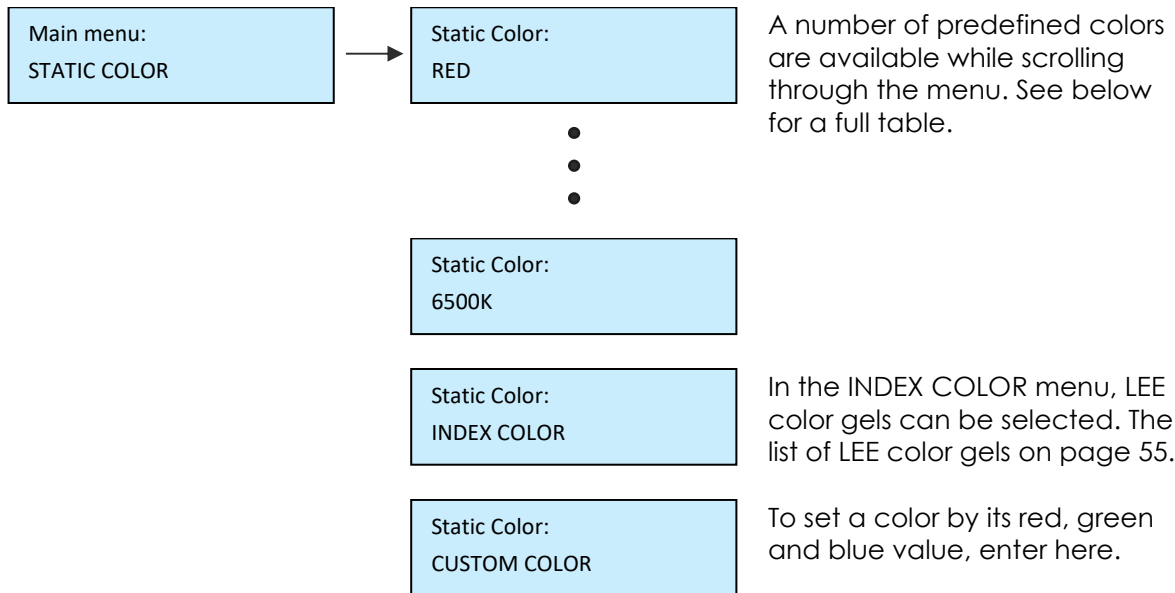 Main menu:
STATIC COLOR
Static Color:
RED
A number of predefined colors
are available while scrolling
through the menu. See below
for a full table.
Static Color:
6500K
Static Color:
INDEX COLOR
In the INDEX COLOR menu, LEE
color gels can be selected. The
list of LEE color gels on page 55.
Static Color:
CUSTOM COLOR
To set a color by its red, green
and blue value, enter here.